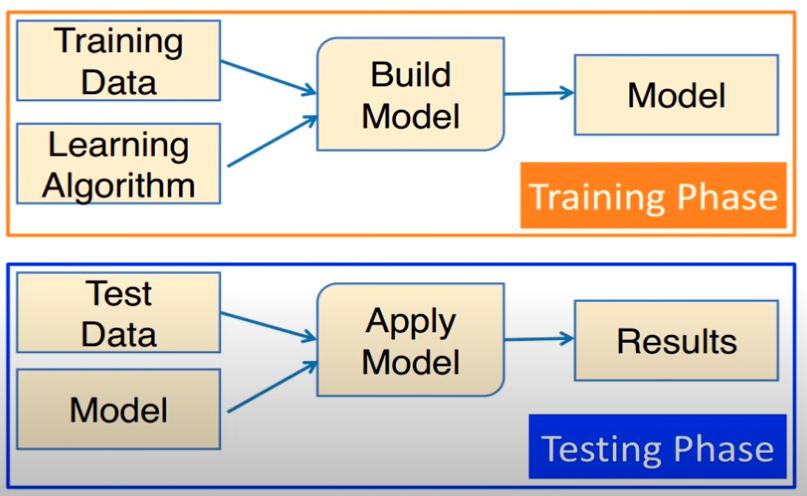 Training
Data
Learning
Algorithm
Build
Model
Model
Training Phase
Test
Data
Model
Apply
Model
Results
Testing Phase